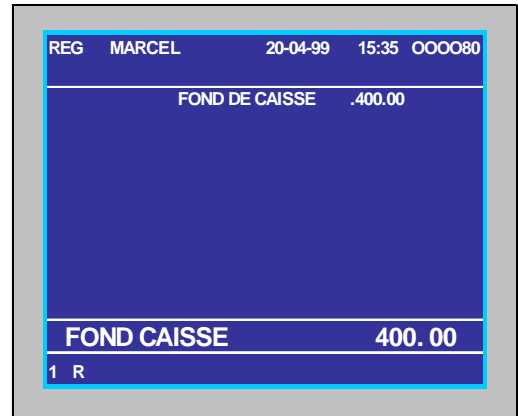 REG MARCEL 20-04-99 15:35 OOOO80
FOND DE CAISSE .400.00
FOND CAISSE 400.00
1 R